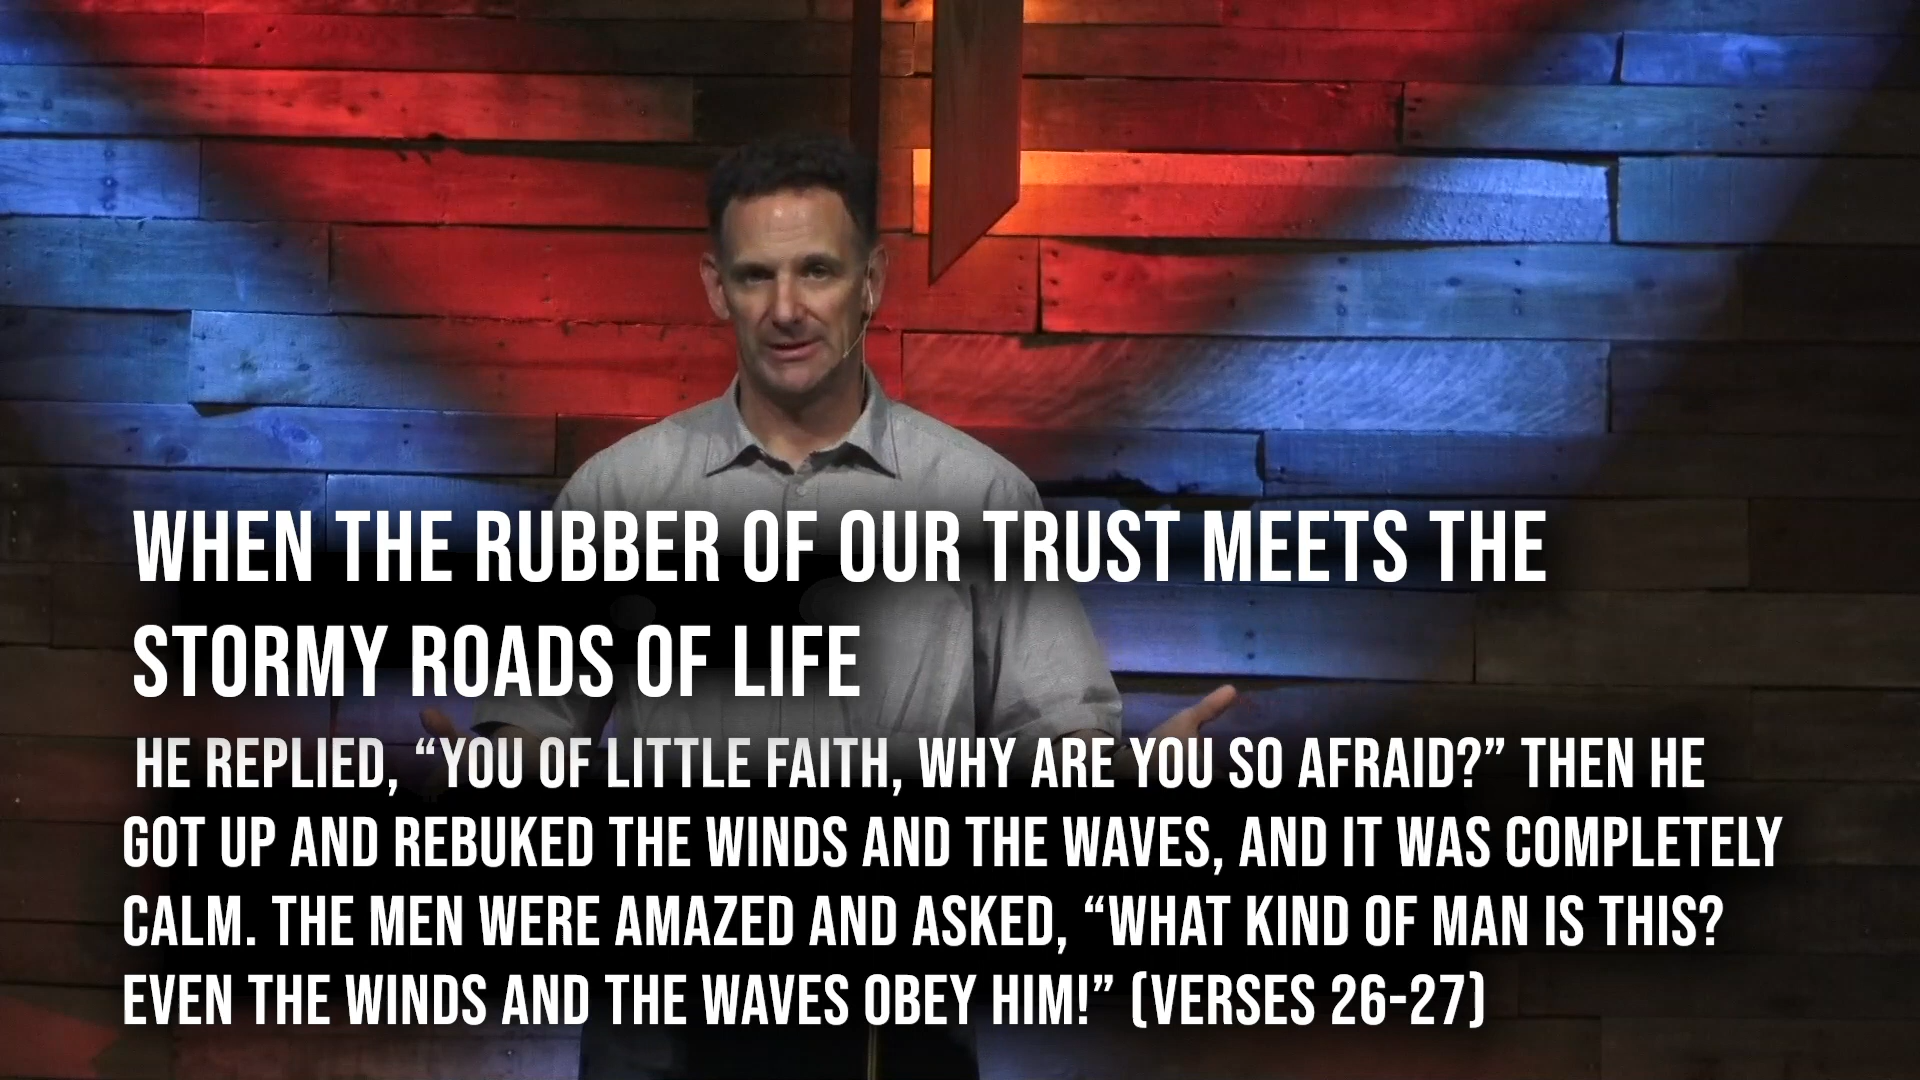 WHEN THE RUBBER OF OUR TRUST MEETS THE
STORMY ROADS OF LIFE
HE REPLIED, “YOU OF LITTLE FAITH, WHY ARE YOU SO AFRAID?” THEN HE
GOT UP AND REBUKED THE WINDS AND THE WAVES, AND IT WAS COMPLETELY
CALM. THE MEN WERE AMAZED AND ASKED, “WHAT KIND OF MAN IS THIS?
EVEN THE WINDS AND THE WAVES OBEY HIM!” (VERSES 26-27)